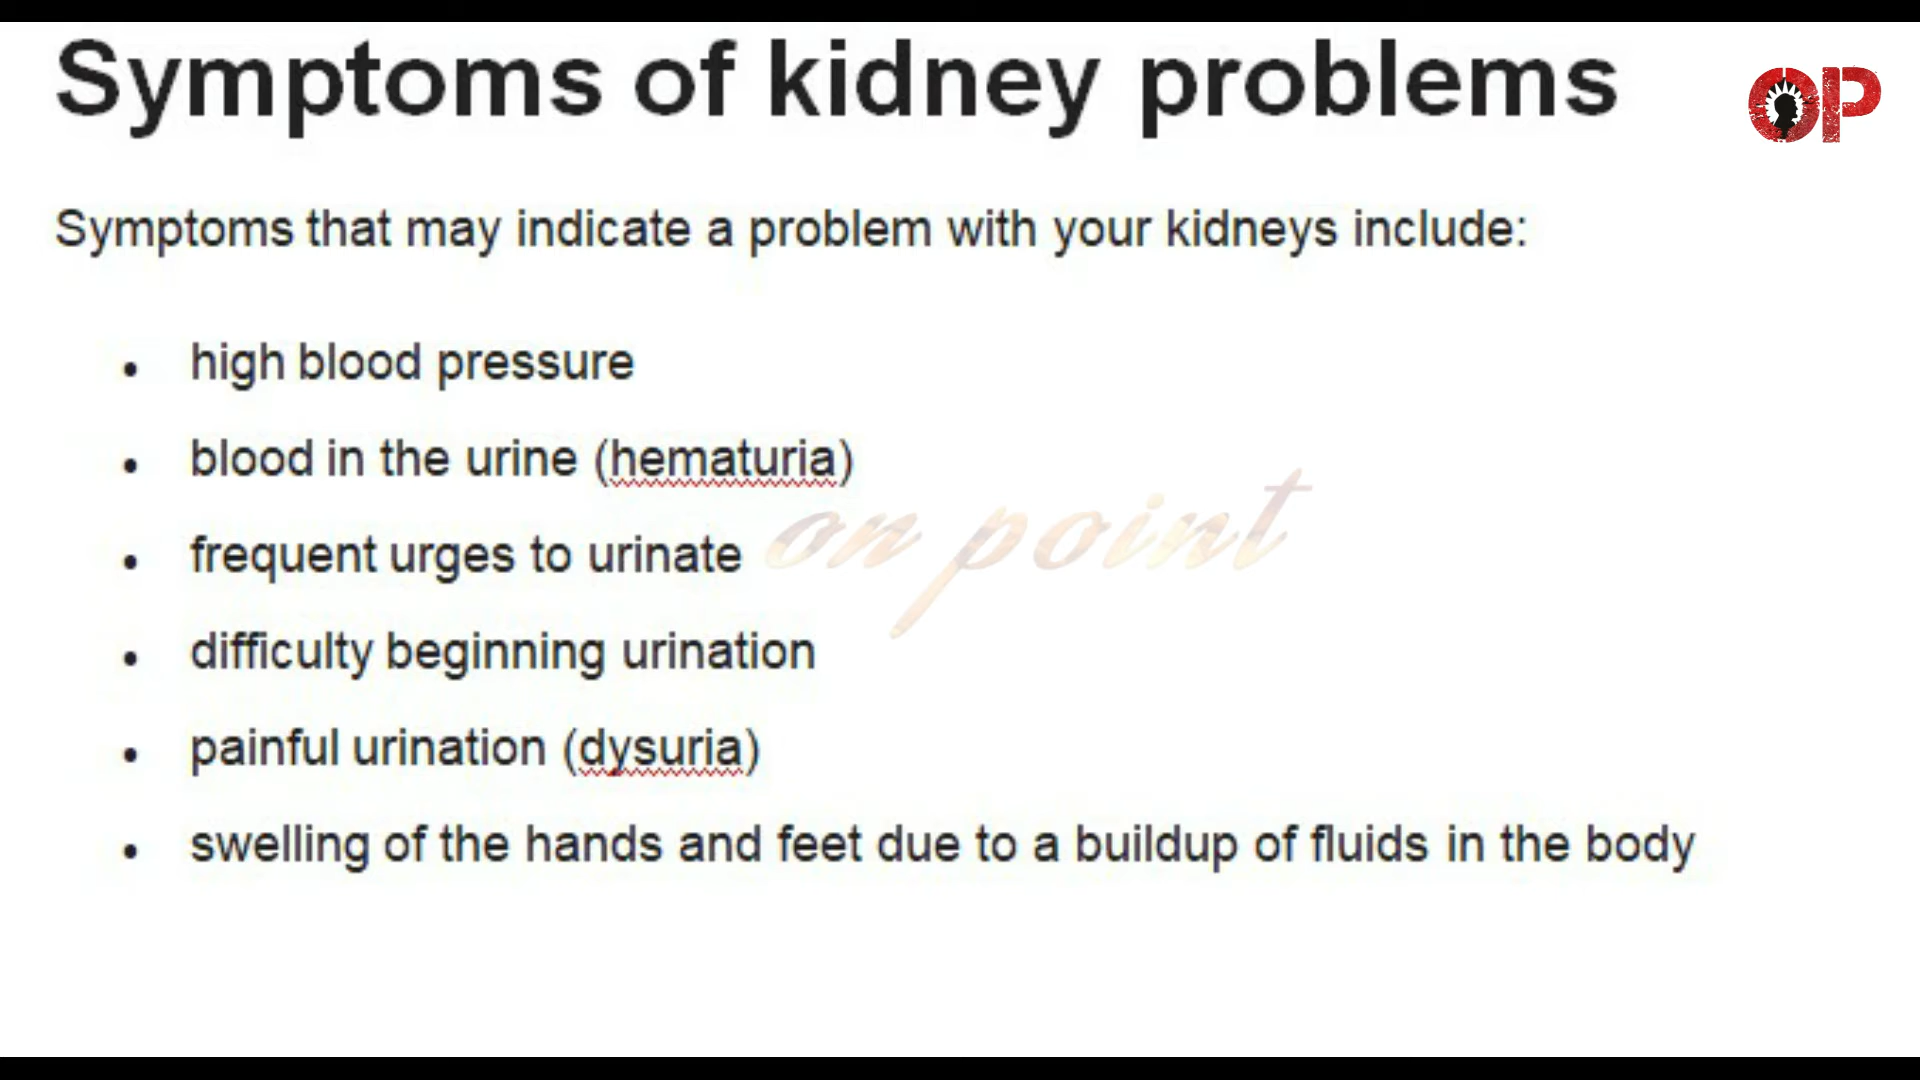 Symptoms of kidney problems
OP
Symptoms that may indicate a problem with your kidneys include:
• high blood pressure
• blood in the urine (hematuria)
• frequent urges to urinate
on point
• difficulty beginning urination
• painful urination (dysuria)
• swelling of the hands and feet due to a buildup of fluids in the body